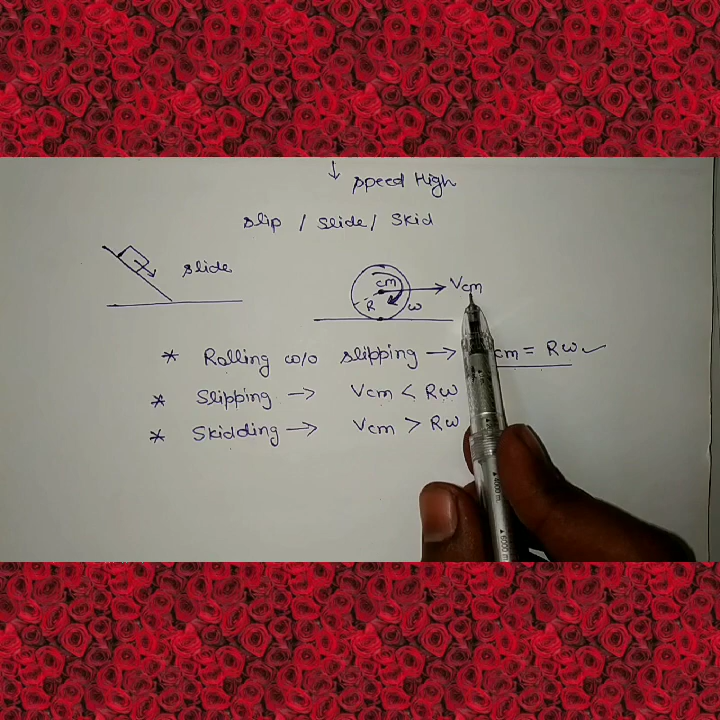 ↓ speed High
slip / slide / skid
slide
cm
R
ω
Vcm
* Rolling w/o slipping → cm = Rω ✓
* Slipping → Vcm < Rω
* Skidding → Vcm > Rω